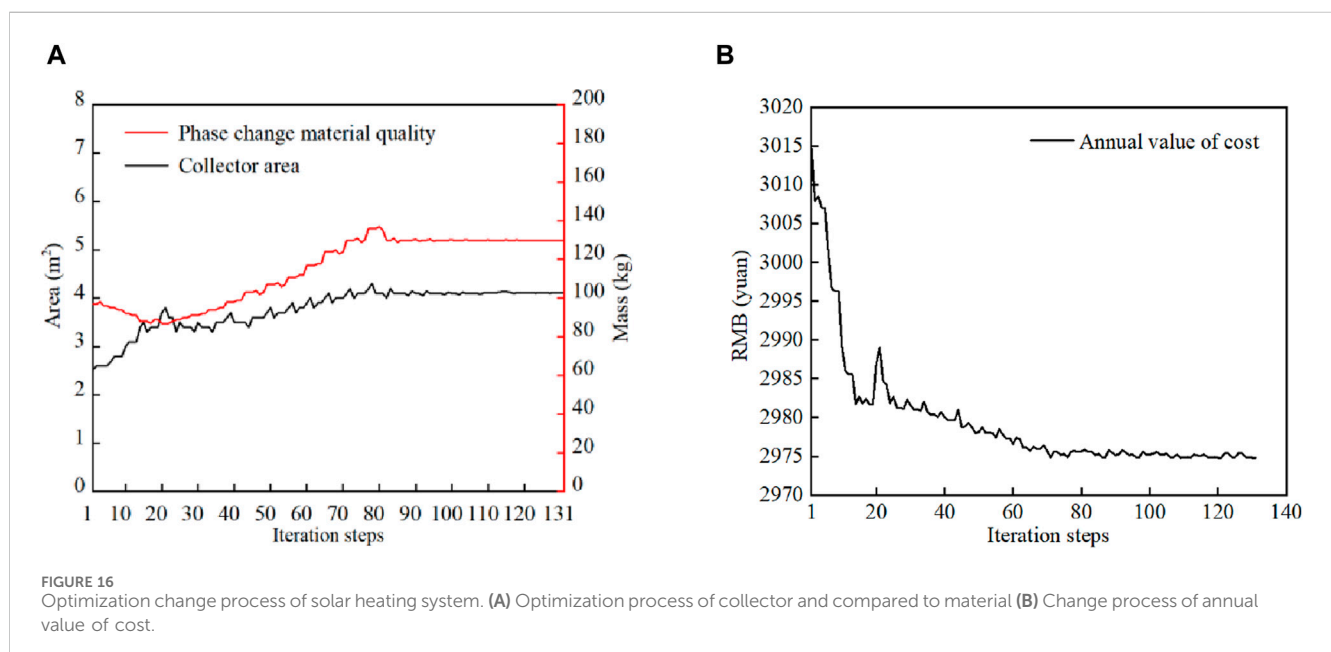 A
8
7
6
5
4
3
2
1
0
Area (m²)
Phase change material quality
Collector area
200
180
160
140
130
100
80
60
40
20
0
Mass (kg)
1 10 20 30 40 50 60 70 80 90 100 110 120 131
Iteration steps
B
3020
3015
3010
3005
3000
2995
2990
2985
2980
2975
2970
RMB (yuan)
Annual value of cost
1 20 40 60 80 100 120 140
Iteration steps
FIGURE 16
Optimization change process of solar heating system. (A) Optimization process of collector and compared to material (B) Change process of annual
value of cost.